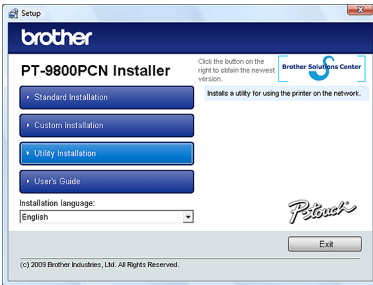 Setup
brother
PT-9800PCN Installer
Click the button on the
right to obtain the newest
version.
Brother Solutions Center
Standard Installation
Installs a utility for using the printer on the network.
Custom Installation
Utility Installation
User's Guide
Installation language:
English
P-touch
Exit
(c) 2009 Brother Industries, Ltd. All Rights Reserved.